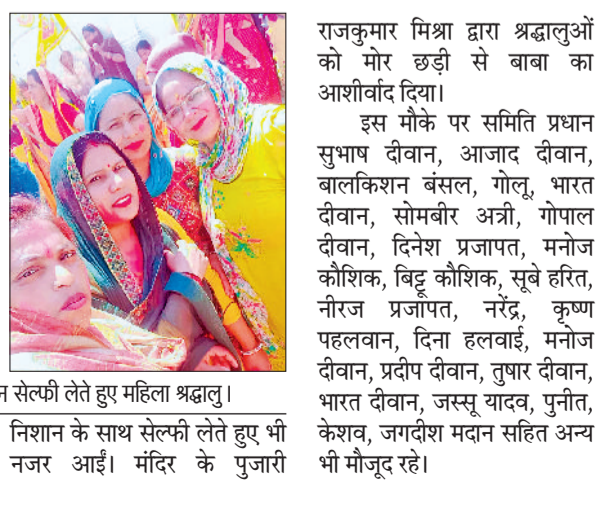 न सेल्फी लेते हुए महिला श्रद्धालु।
निशान के साथ सेल्फी लेते हुए भी
नजर आईं। मंदिर के पुजारी
राजकुमार मिश्रा द्वारा श्रद्धालुओं
को मोर छड़ी से बाबा का
आशीर्वाद दिया।
इस मौके पर समिति प्रधान
सुभाष दीवान, आजाद दीवान,
बालकिशन बंसल, गोलू, भारत
दीवान, सोमबीर अत्री, गोपाल
दीवान, दिनेश प्रजापत, मनोज
कौशिक, बिट्टू कौशिक, सूबे हरित,
नीरज प्रजापत, नरेंद्र, कृष्ण
पहलवान, दिना हलवाई, मनोज
दीवान, प्रदीप दीवान, तुषार दीवान,
भारत दीवान, जस्सू यादव, पुनीत,
केशव, जगदीश मदान सहित अन्य
भी मौजूद रहे।